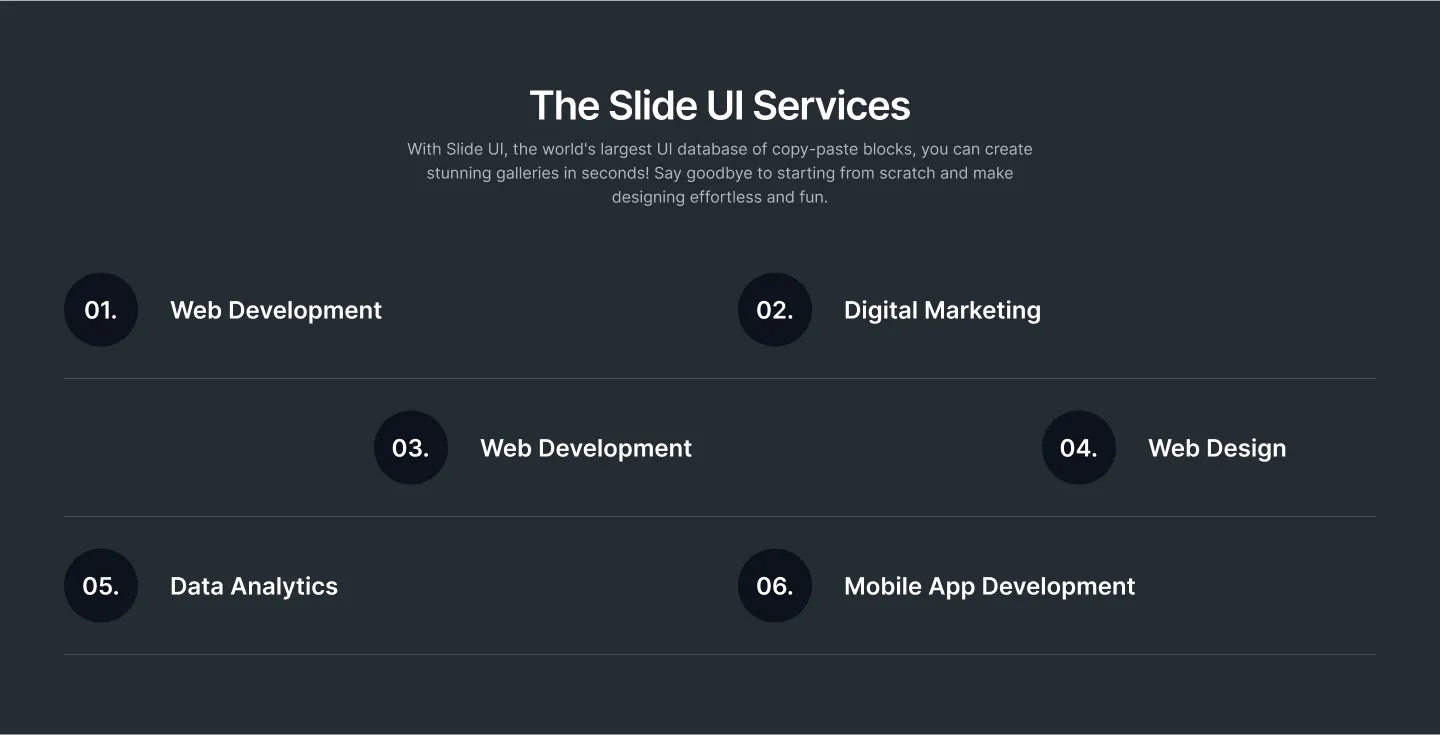 The Slide UI Services
With Slide UI, the world's largest UI database of copy-paste blocks, you can create
stunning galleries in seconds! Say goodbye to starting from scratch and make
designing effortless and fun.
01. Web Development
02. Digital Marketing
03. Web Development
04. Web Design
05. Data Analytics
06. Mobile App Development